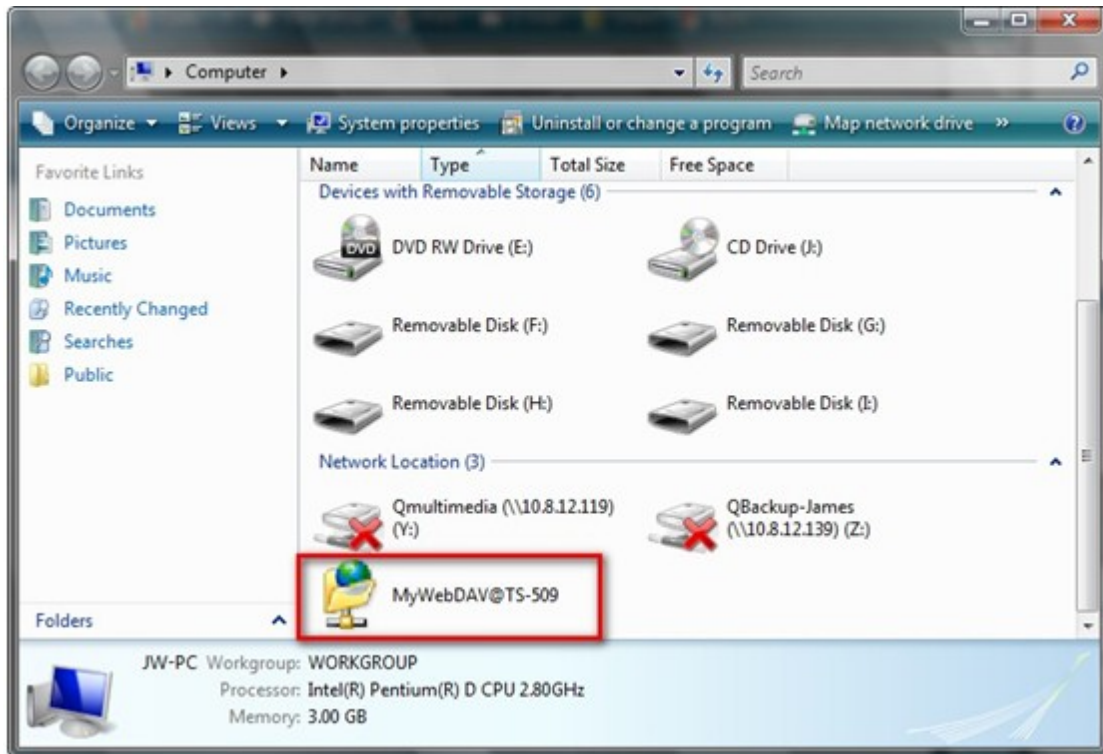 Computer
Search
Organize Views System properties Uninstall or change a program Map network drive »
Favorite Links
Documents
Pictures
Music
Recently Changed
Searches
Public
Folders
Name Type Total Size Free Space
Devices with Removable Storage (6)
DVD
DVD RW Drive (E:)
CD Drive (J:)
Removable Disk (F:)
Removable Disk (G:)
Removable Disk (H:)
Removable Disk (I:)
Network Location (3)
Qmultimedia (\\10.8.12.119)
(Y:)
QBackup-James
(\\10.8.12.139) (Z:)
MyWebDAV@TS-509
JW-PC Workgroup: WORKGROUP
Processor: Intel(R) Pentium(R) D CPU 2.80GHz
Memory: 3.00 GB